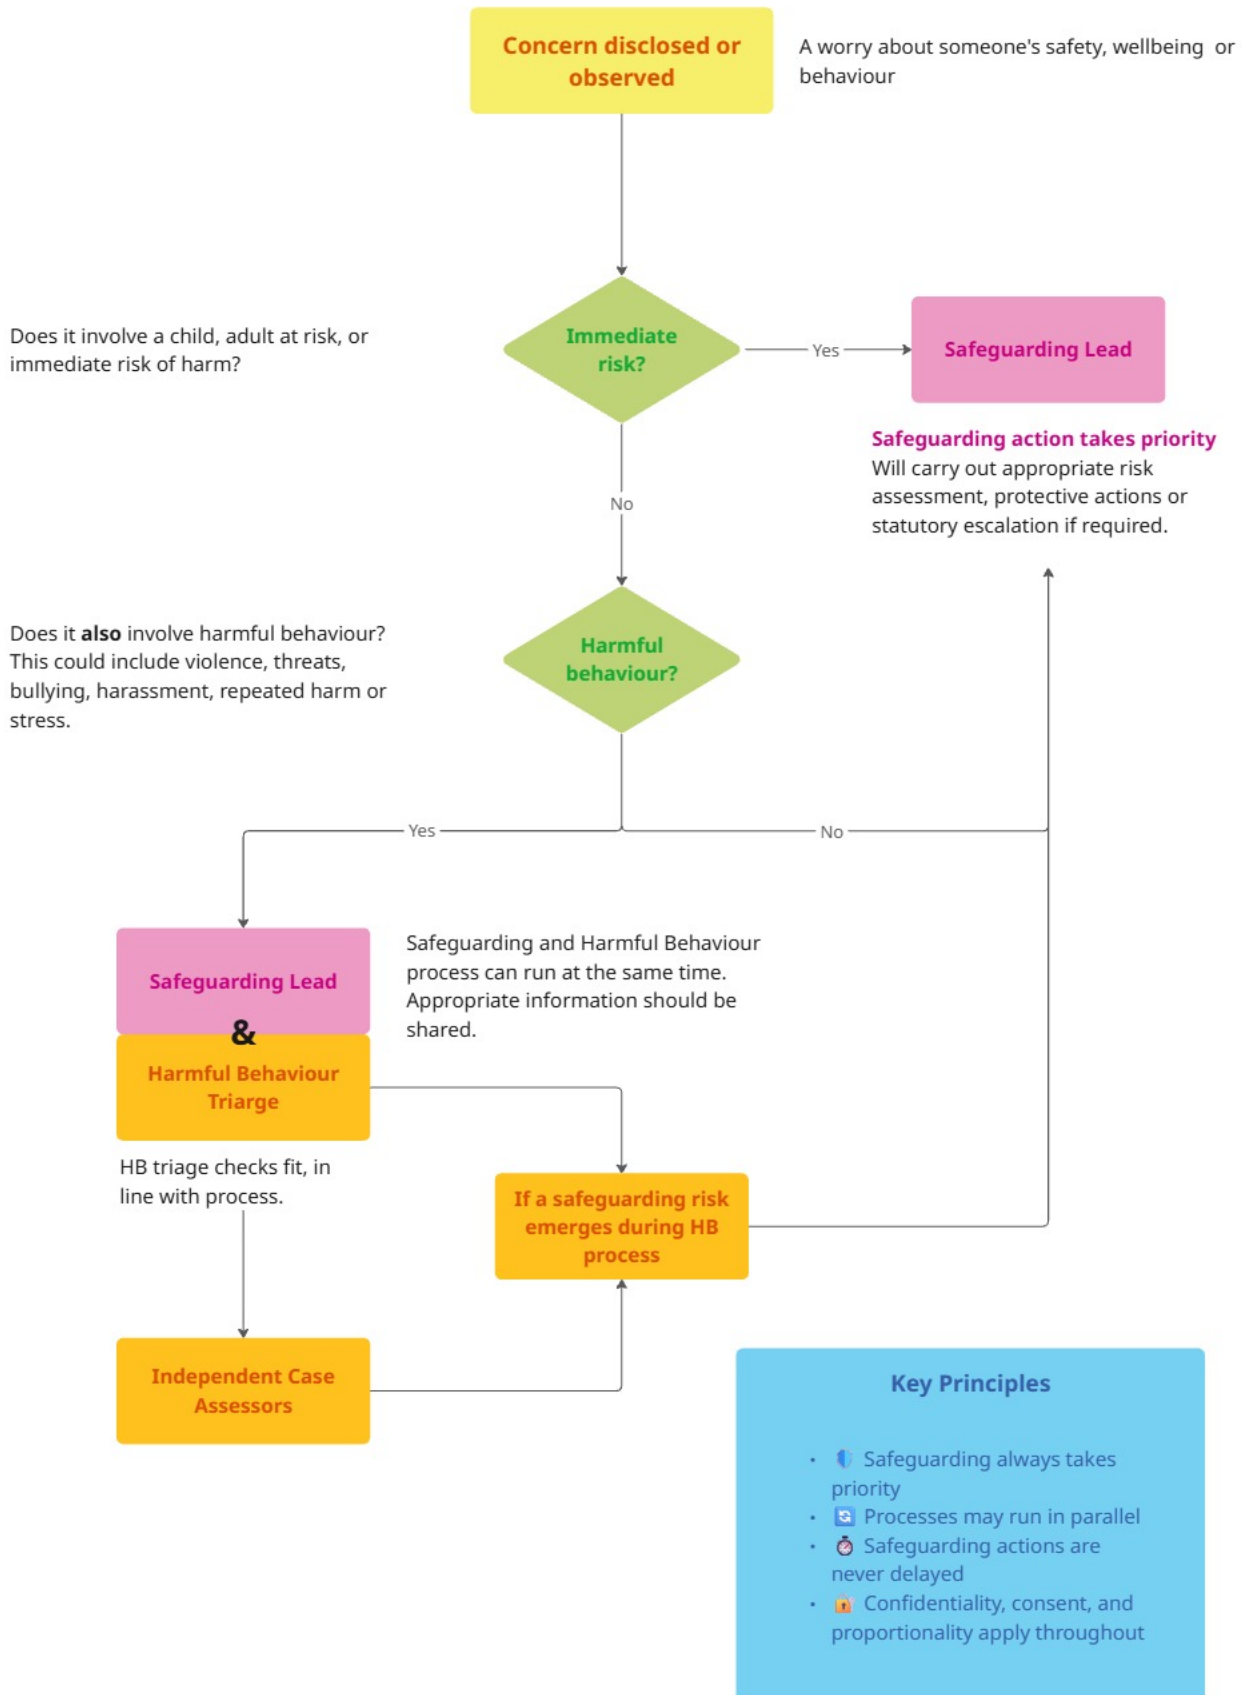 Concern disclosed or
observed
A worry about someone's safety, wellbeing or
behaviour
Does it involve a child, adult at risk, or
immediate risk of harm?
Immediate
risk?
Yes
Safeguarding Lead
Safeguarding action takes priority
Will carry out appropriate risk
assessment, protective actions or
statutory escalation if required.
No
Does it also involve harmful behaviour?
This could include violence, threats,
bullying, harassment, repeated harm or
stress.
Harmful
behaviour?
Yes
No
Safeguarding Lead
&
Harmful Behaviour
Triarge
Safeguarding and Harmful Behaviour
process can run at the same time.
Appropriate information should be
shared.
HB triage checks fit, in
line with process.
If a safeguarding risk
emerges during HB
process
Independent Case
Assessors
Key Principles
• Safeguarding always takes
priority
• Processes may run in parallel
• Safeguarding actions are
never delayed
• Confidentiality, consent, and
proportionality apply throughout